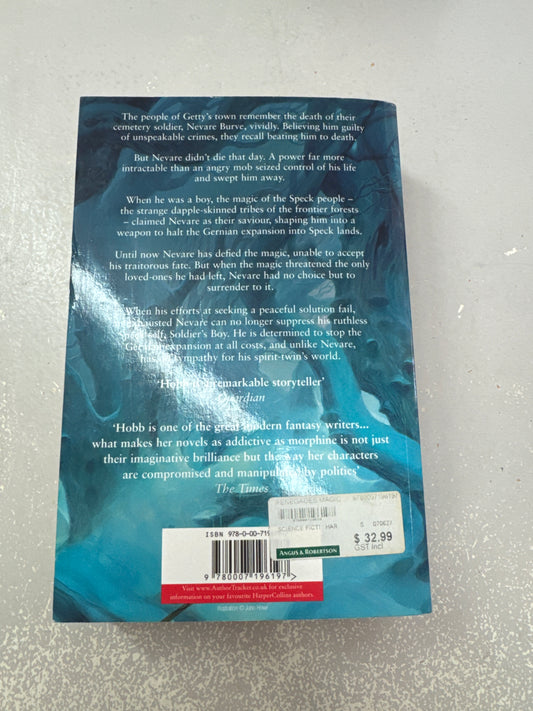 The people of Getty's town remember the death of their
cemetery soldier, Nevare Burve, vividly. Believing him guilty
of unspeakable crimes, they recall beating him to death.
But Nevare didn't die that day. A power far more
intractable than an angry mob seized control of his life
and swept him away.
When he was a boy, the magic of the Speck people –
the strange dapple-skinned tribes of the frontier forests
– claimed Nevare as their saviour, shaping him into a
weapon to halt the Gernian expansion into Speck lands.
Until now Nevare has defied the magic, unable to accept
his traitorous fate. But when the magic threatened the only
loved-ones he had left, Nevare had no choice but to
surrender to it.
When his efforts at seeking a peaceful solution fail,
exhausted Nevare can no longer suppress his ruthless
self, Soldier's Boy. He is determined to stop the
expansion at all costs, and unlike Nevare,
sympathy for his spirit-twin's world.
'Hobb is a remarkable storyteller'
Guardian
'Hobb is one of the great modern fantasy writers...
what makes her novels as addictive as morphine is not just
their imaginative brilliance but the way her characters
are compromised and manipulated by politics'
The Times
RENEGADES MAGIC 9780007196197
SCIENCE FICTI HAR S 070627
$ 32.99
GST Incl
ANGUS & ROBERTSON
ISBN 978-0-00-719
9 780007 196197 >
Visit www.AuthorTracker.co.uk for exclusive
information on your favourite HarperCollins authors.
Illustration © John Howe